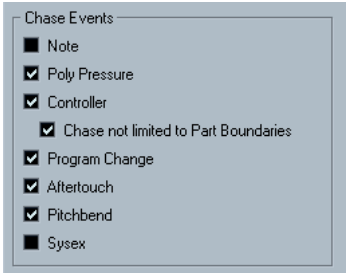 Chase Events
Note
Poly Pressure
Controller
Chase not limited to Part Boundaries
Program Change
Aftertouch
Pitchbend
Sysex